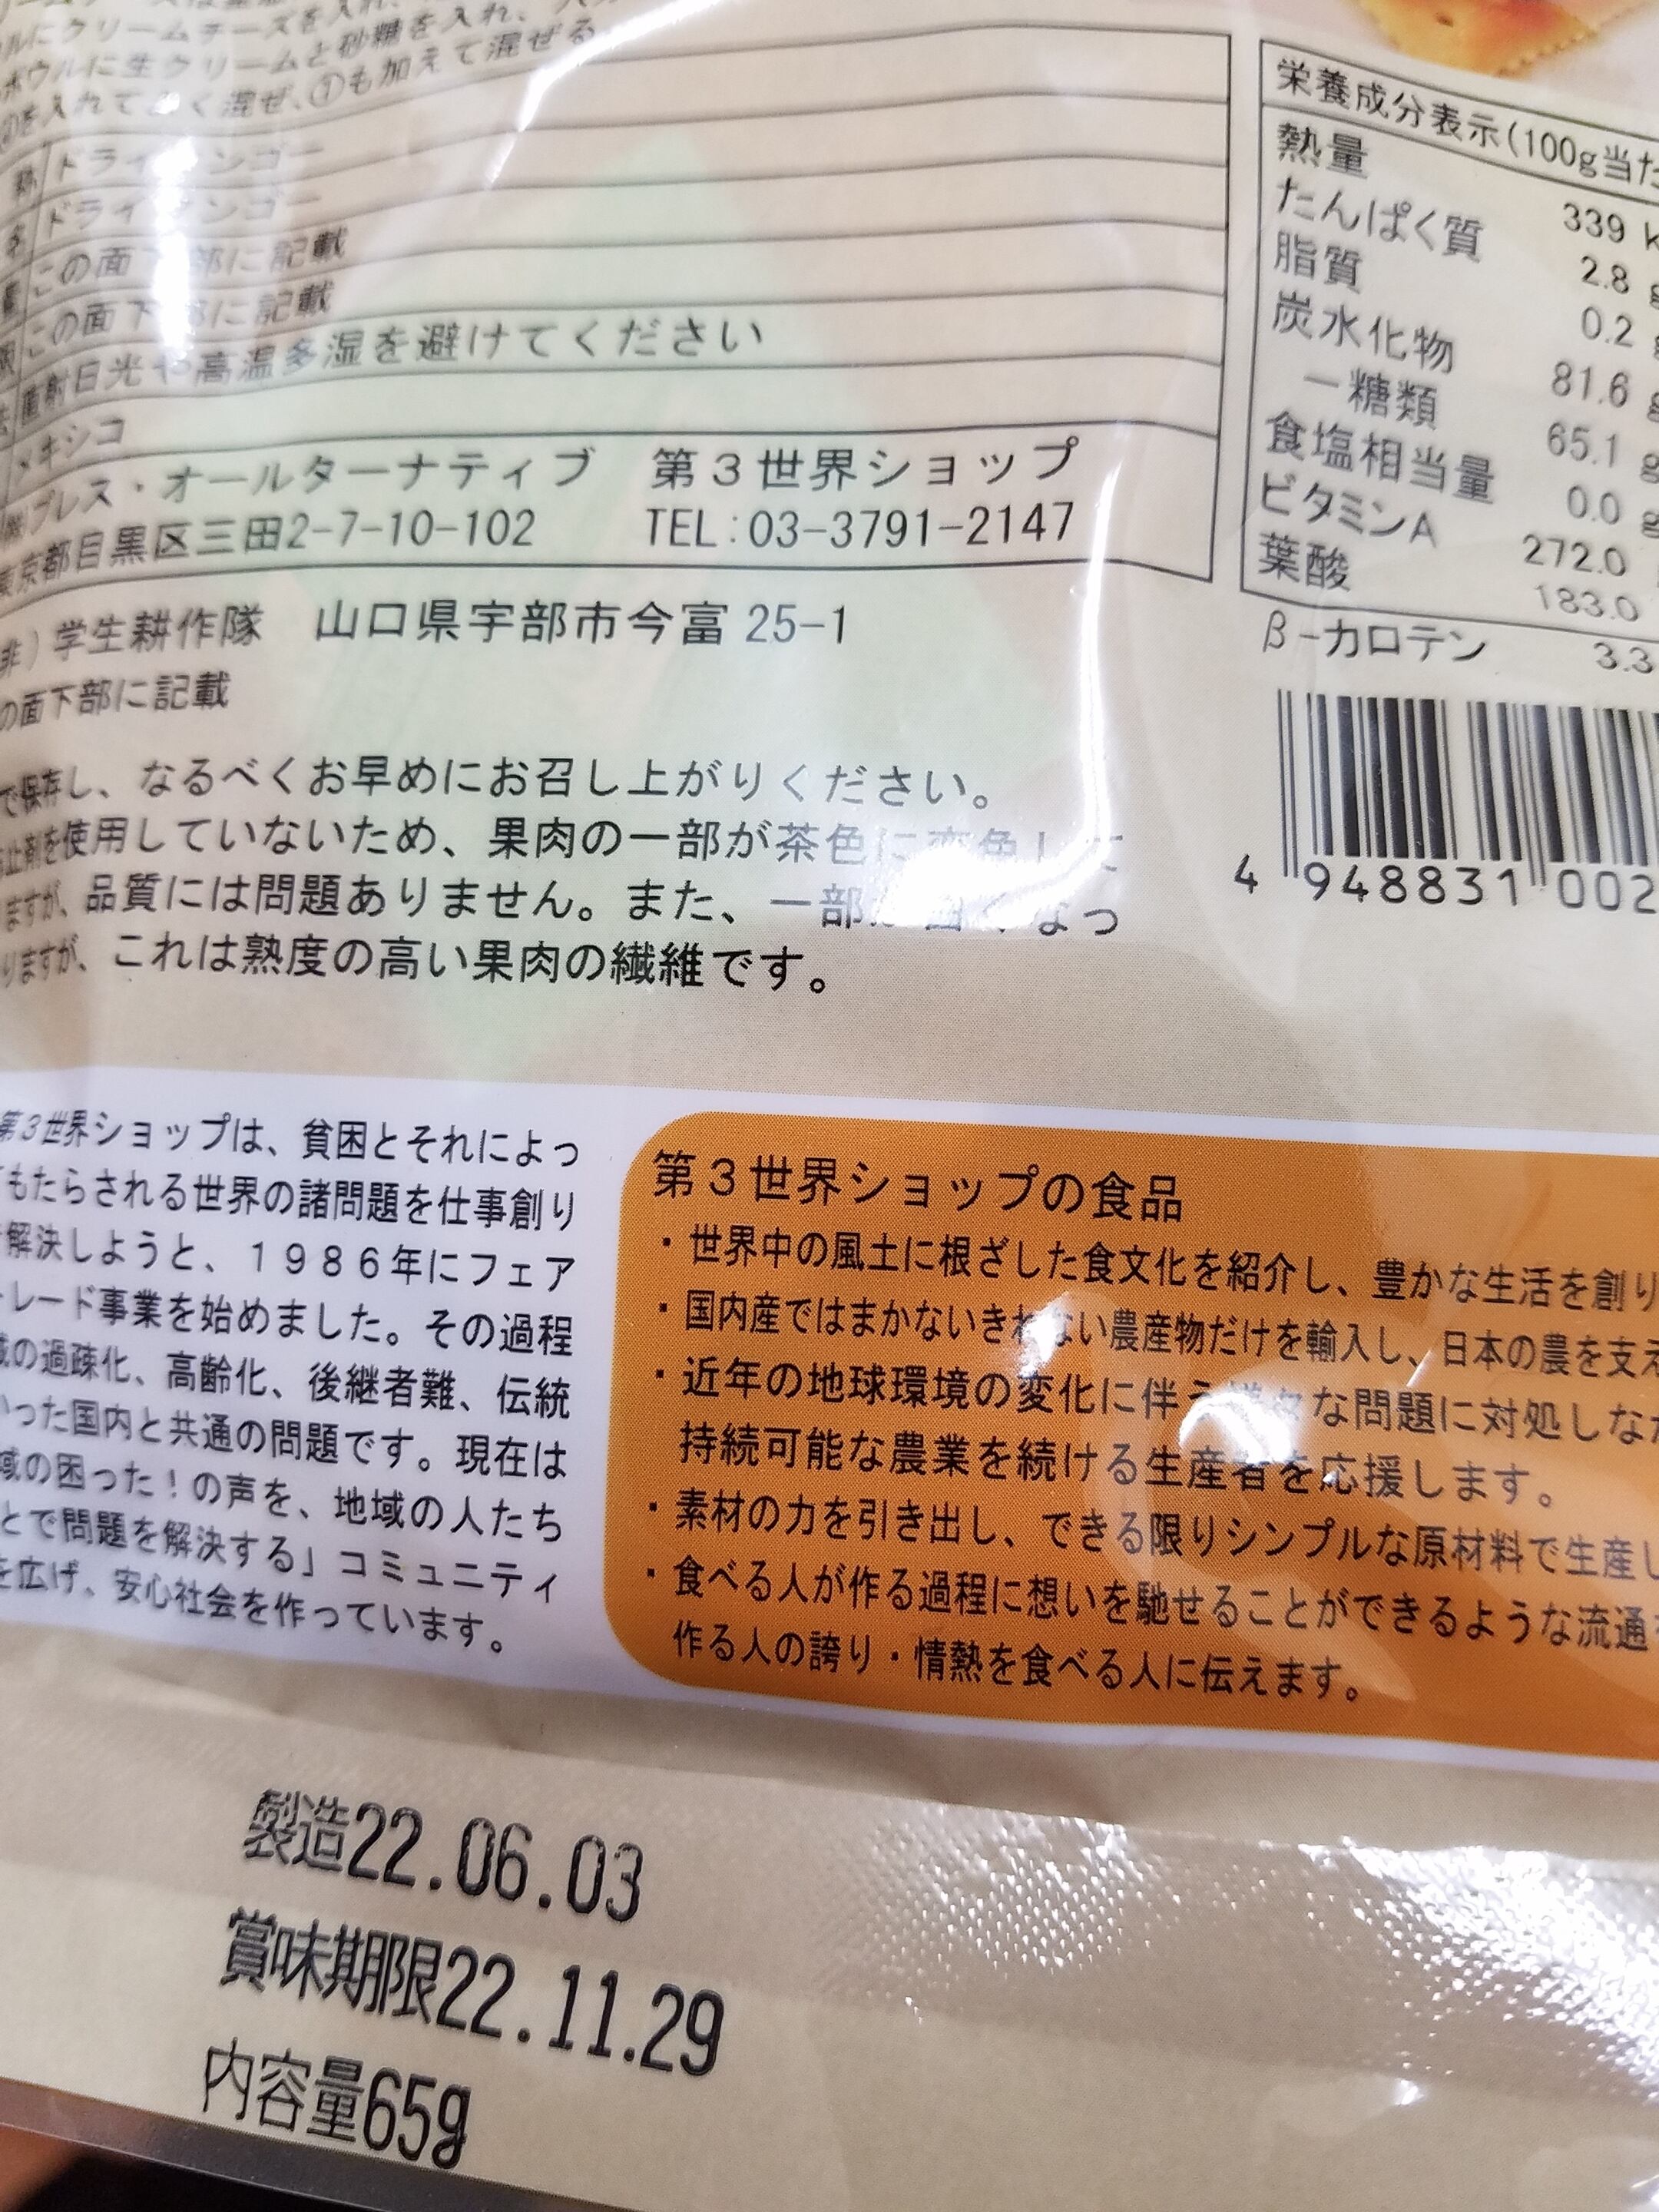 ルにクリームチーズを入れ、
ボウルに生クリームと砂糖を入れ、
を入れてよく混ぜ、①も加えて混ぜる。
ドライマンゴー
ドライマンゴー
この面下部に記載
この面下部に記載
直射日光や高温多湿を避けてください
メキシコ
㈱プレス・オールターナティブ　第３世界ショップ
東京都目黒区三田2-7-10-102　TEL:03-3791-2147
非）学生耕作隊　山口県宇部市今富 25-1
の面下部に記載
で保存し、なるべくお早めにお召し上がりください。
止剤を使用していないため、果肉の一部が茶色に変色して
ますが、品質には問題ありません。また、一部が白くなっ
りますが、これは熟度の高い果肉の繊維です。
栄養成分表示(100g当た
熱量 339 k
たんぱく質 2.8 g
脂質 0.2 g
炭水化物 81.6 g
－糖類 65.1 g
食塩相当量 0.0 g
ビタミンA 272.0
葉酸 183.0
β-カロテン 3.3
4 948831 002
第３世界ショップは、貧困とそれによっ
てもたらされる世界の諸問題を仕事創り
解決しようと、１９８６年にフェア
トレード事業を始めました。その過程
域の過疎化、高齢化、後継者難、伝統
いった国内と共通の問題です。現在は
域の困った！の声を、地域の人たち
とで問題を解決する」コミュニティ
を広げ、安心社会を作っています。
第３世界ショップの食品
・世界中の風土に根ざした食文化を紹介し、豊かな生活を創り
・国内産ではまかないきれない農産物だけを輸入し、日本の農を支え
・近年の地球環境の変化に伴う様々な問題に対処しなが
持続可能な農業を続ける生産者を応援します。
・素材の力を引き出し、できる限りシンプルな原材料で生産し
・食べる人が作る過程に想いを馳せることができるような流通
作る人の誇り・情熱を食べる人に伝えます。
製造22.06.03
賞味期限22.11.29
内容量65g